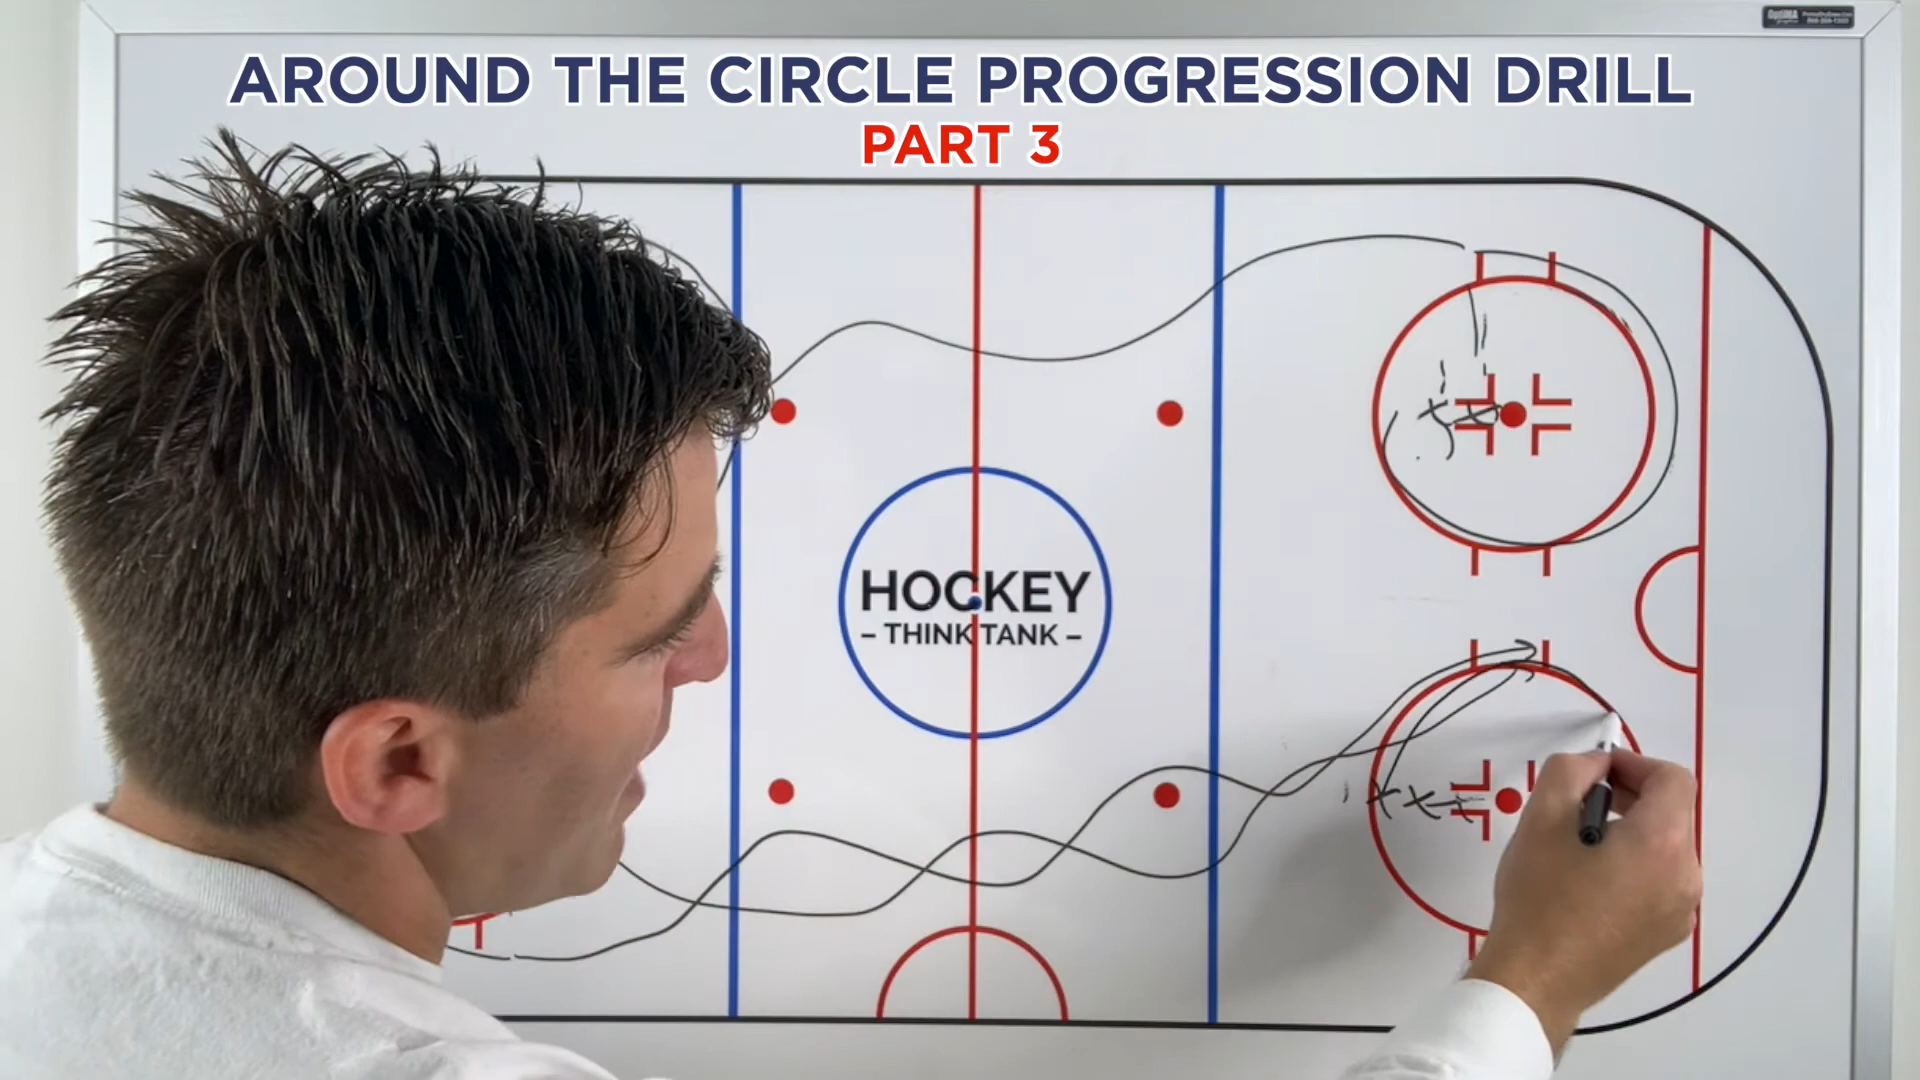 AROUND THE CIRCLE PROGRESSION DRILL
PART 3
HOCKEY
– THINK TANK –